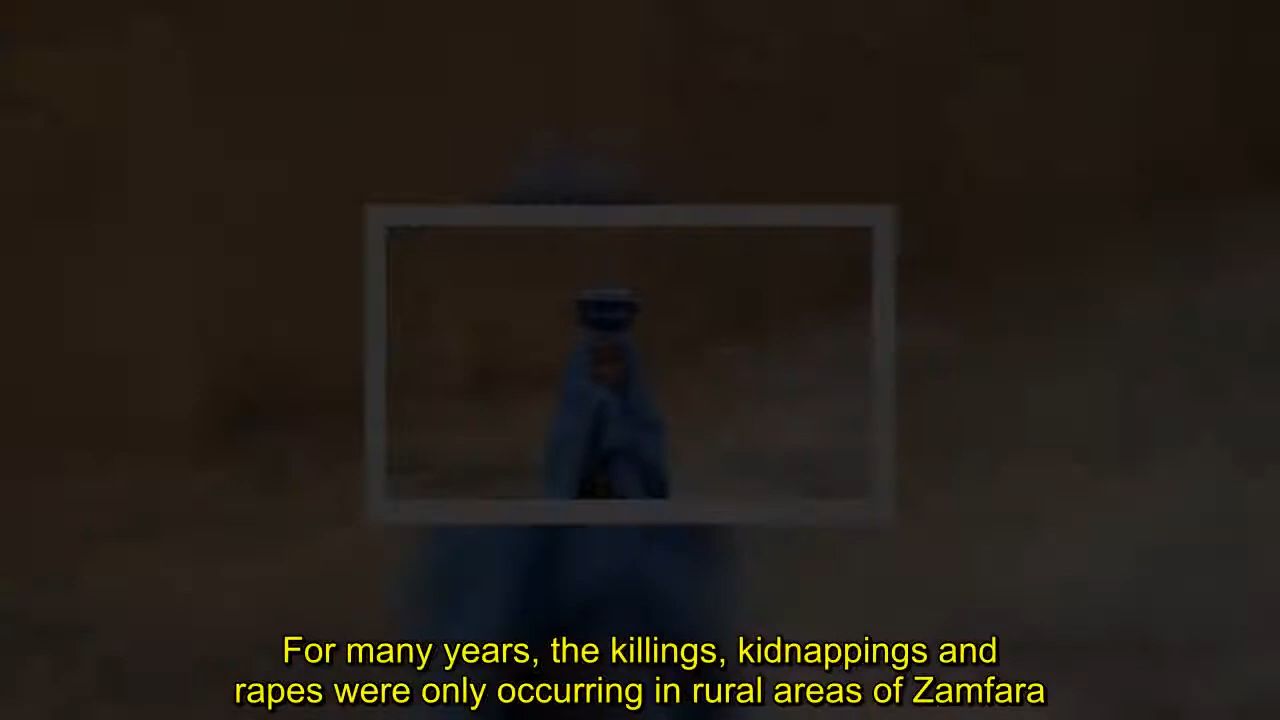 For many years, the killings, kidnappings and
rapes were only occurring in rural areas of Zamfara